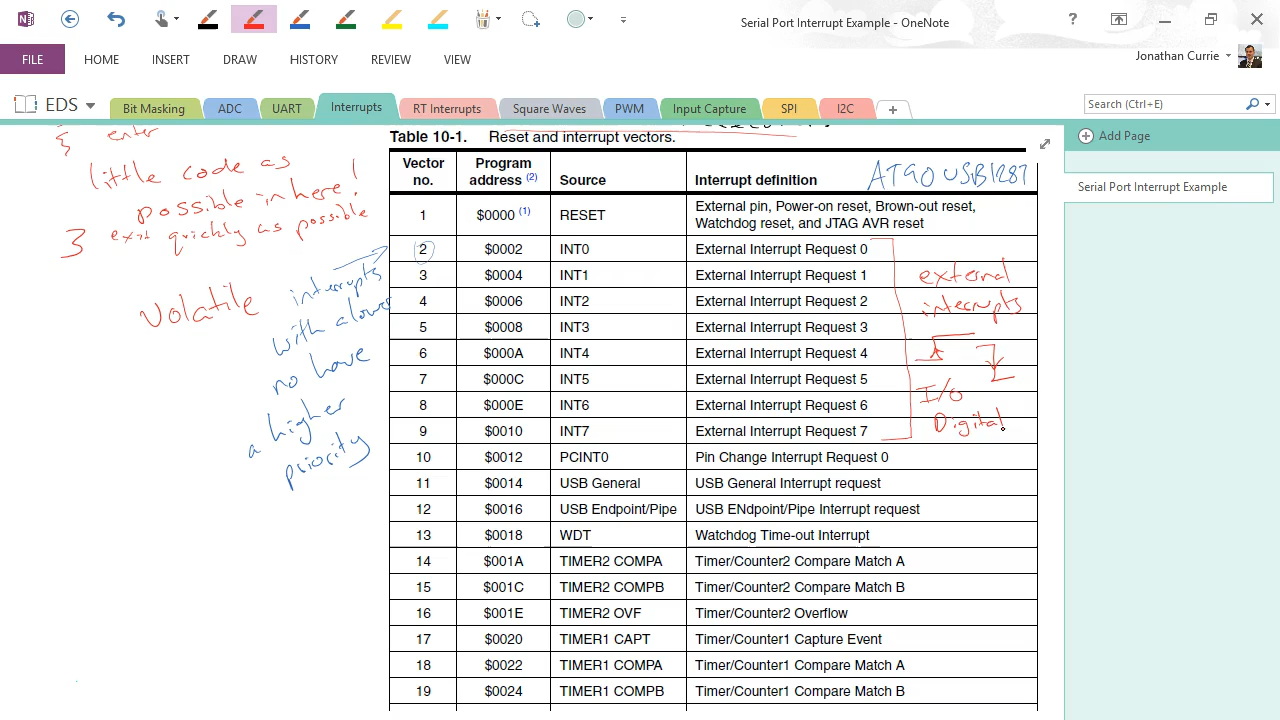 Serial Port Interrupt Example - OneNote
?
FILE
HOME
INSERT
DRAW
HISTORY
REVIEW
VIEW
Jonathan Currie
EDS
Bit Masking
ADC
UART
Interrupts
RT Interrupts
Square Waves
PWM
Input Capture
SPI
I2C
Search (Ctrl+E)
Add Page
Serial Port Interrupt Example
{ enter
little code as
possible in here!
} exit quickly as possible
Volatile
interrupts
with a lower
no have
a higher
priority
Table 10-1. Reset and interrupt vectors.
AT90USB1287
Vector no. Program address (2) Source Interrupt definition
1 $0000 (1) RESET External pin, Power-on reset, Brown-out reset,
Watchdog reset, and JTAG AVR reset
2 $0002 INT0 External Interrupt Request 0
3 $0004 INT1 External Interrupt Request 1
4 $0006 INT2 External Interrupt Request 2
5 $0008 INT3 External Interrupt Request 3
6 $000A INT4 External Interrupt Request 4
7 $000C INT5 External Interrupt Request 5
8 $000E INT6 External Interrupt Request 6
9 $0010 INT7 External Interrupt Request 7
10 $0012 PCINT0 Pin Change Interrupt Request 0
11 $0014 USB General USB General Interrupt request
12 $0016 USB Endpoint/Pipe USB ENdpoint/Pipe Interrupt request
13 $0018 WDT Watchdog Time-out Interrupt
14 $001A TIMER2 COMPA Timer/Counter2 Compare Match A
15 $001C TIMER2 COMPB Timer/Counter2 Compare Match B
16 $001E TIMER2 OVF Timer/Counter2 Overflow
17 $0020 TIMER1 CAPT Timer/Counter1 Capture Event
18 $0022 TIMER1 COMPA Timer/Counter1 Compare Match A
19 $0024 TIMER1 COMPB Timer/Counter1 Compare Match B
external
interrupts
I/O
Digital